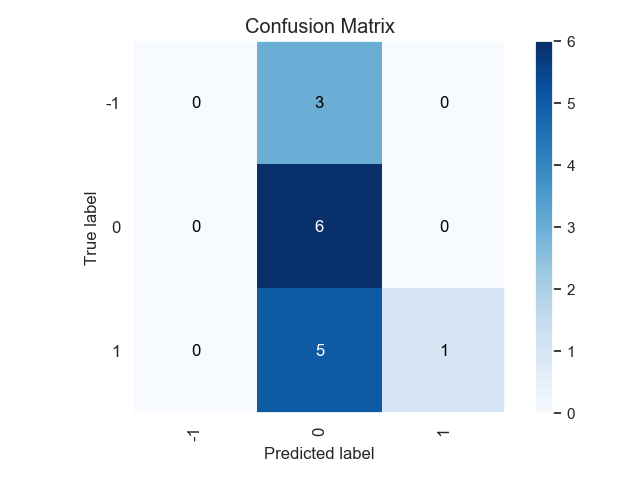 Confusion Matrix
-1 0 3 0
0 0 6 0
1 0 5 1
-1 0 1
Predicted label
True label
6
5
4
3
2
1
0